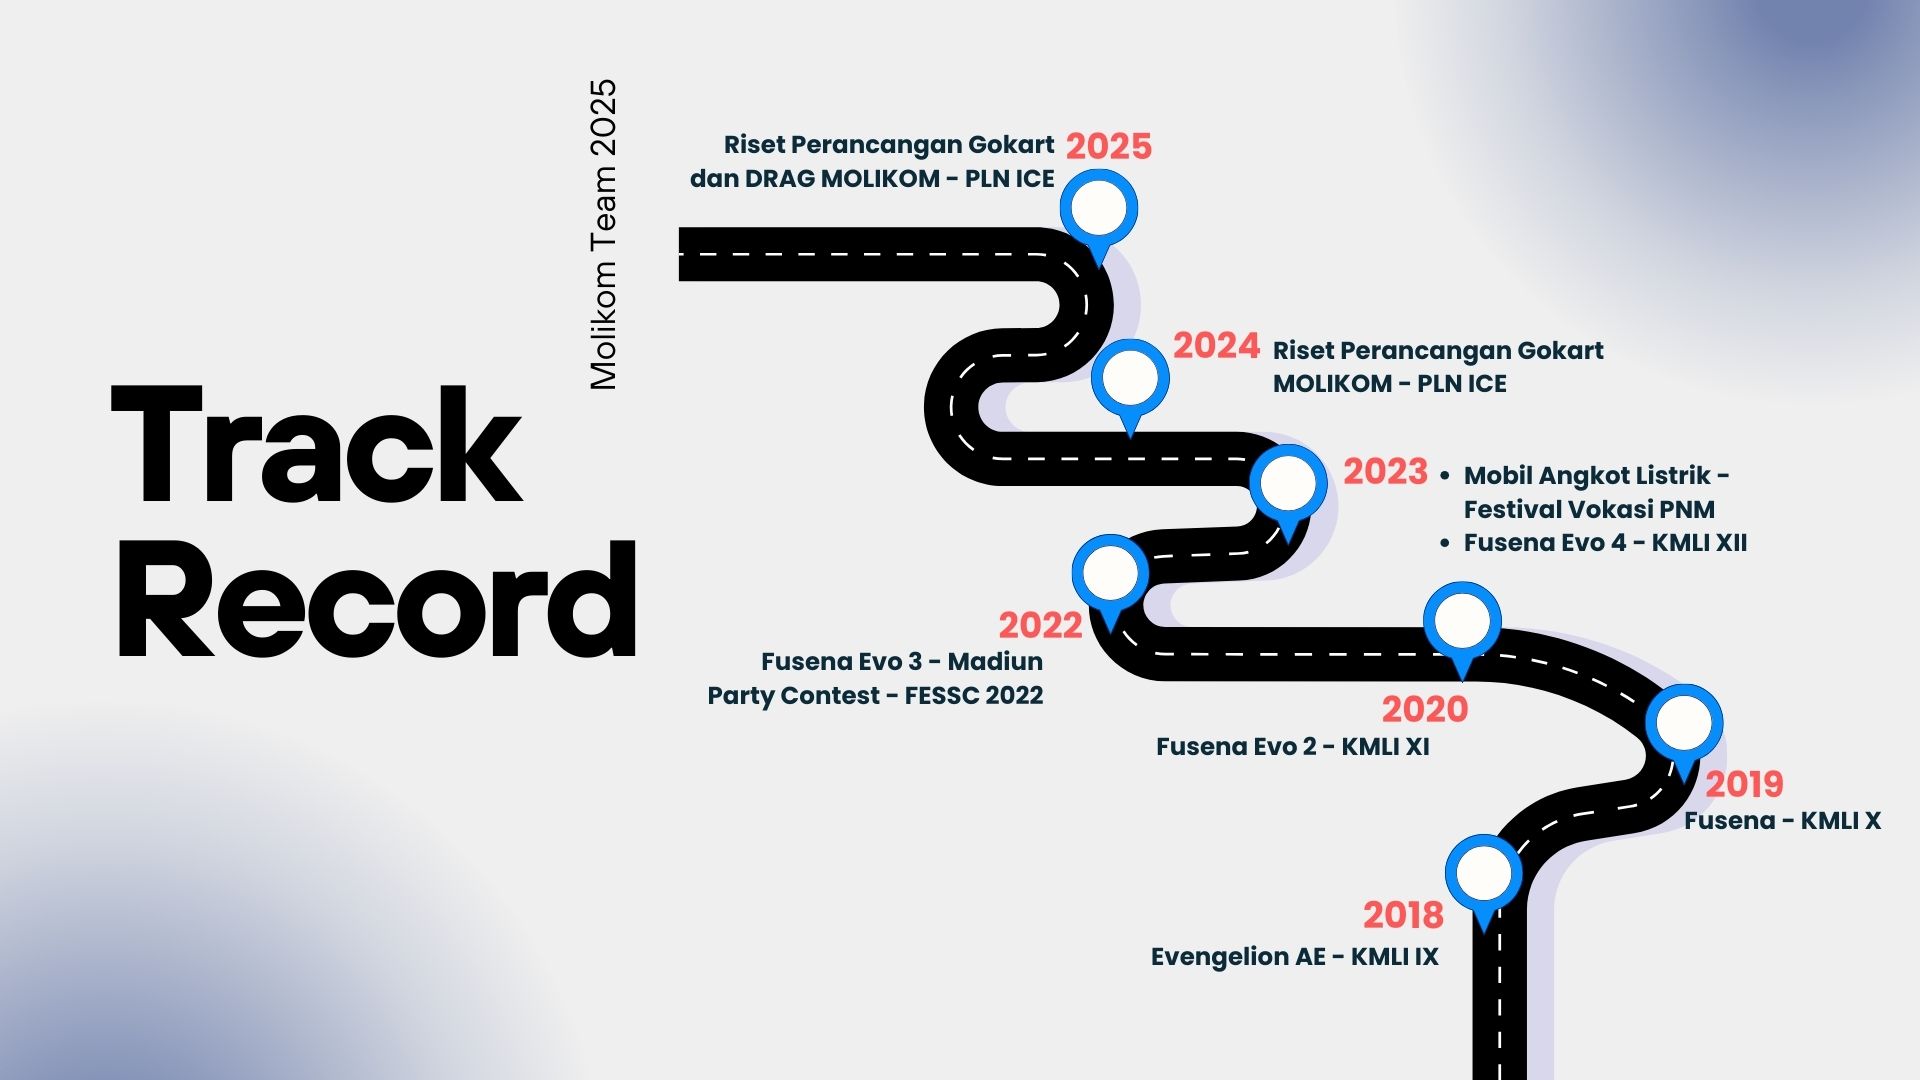 Molikom Team 2025
Track
Record
Riset Perancangan Gokart
dan DRAG MOLIKOM - PLN ICE
2025
2024
Riset Perancangan Gokart
MOLIKOM - PLN ICE
2023
• Mobil Angkot Listrik -
Festival Vokasi PNM
• Fusena Evo 4 - KMLI XII
2022
Fusena Evo 3 - Madiun
Party Contest - FESSC 2022
2020
Fusena Evo 2 - KMLI XI
2019
Fusena - KMLI X
2018
Evengelion AE - KMLI IX